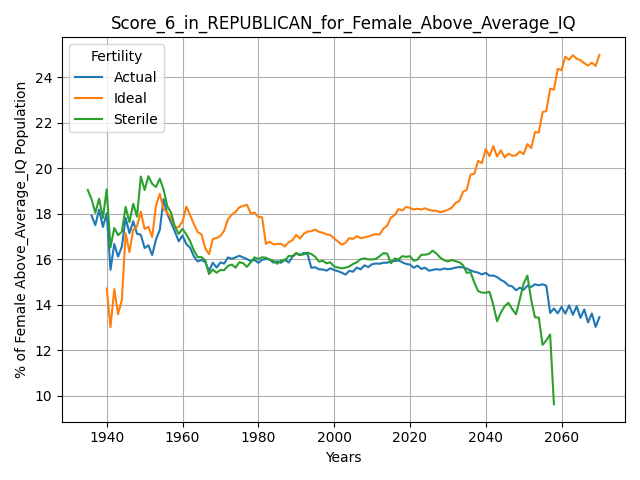 Score_6_in_REPUBLICAN_for_Female_Above_Average_IQ
Fertility
Actual
Ideal
Sterile
% of Female Above_Average_IQ Population
24
22
20
18
16
14
12
10
1940 1960 1980 2000 2020 2040 2060
Years